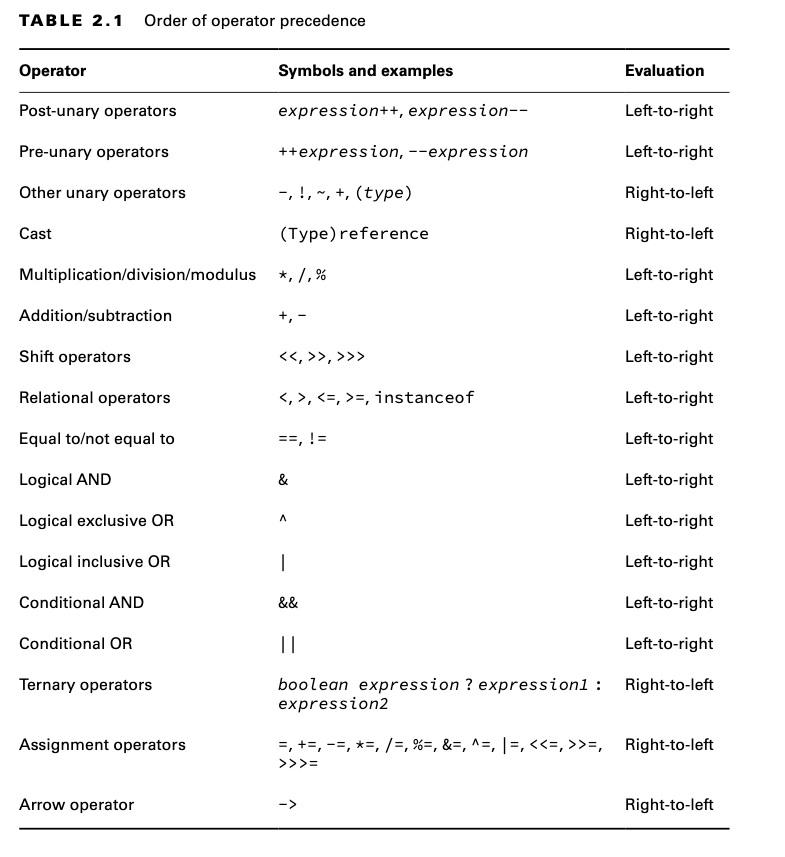 TABLE 2.1 Order of operator precedence
Operator Symbols and examples Evaluation
Post-unary operators expression++, expression-- Left-to-right
Pre-unary operators ++expression, --expression Left-to-right
Other unary operators -, !, ~, +, (type) Right-to-left
Cast (Type)reference Right-to-left
Multiplication/division/modulus *, /, % Left-to-right
Addition/subtraction +, - Left-to-right
Shift operators <<, >>, >>> Left-to-right
Relational operators <, >, <=, >=, instanceof Left-to-right
Equal to/not equal to ==, != Left-to-right
Logical AND & Left-to-right
Logical exclusive OR ^ Left-to-right
Logical inclusive OR | Left-to-right
Conditional AND && Left-to-right
Conditional OR || Left-to-right
Ternary operators boolean expression ? expression1 : Right-to-left
expression2
Assignment operators =, +=, -=, *=, /=, %=, &=, ^=, |=, <<=, >>=, Right-to-left
>>>=
Arrow operator -> Right-to-left